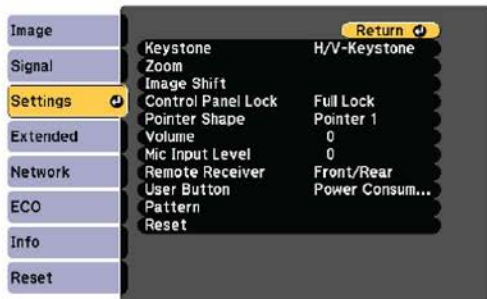 Image
Signal
Settings
Extended
Network
ECO
Info
Reset
Return
Keystone H/V-Keystone
Zoom
Image Shift
Control Panel Lock Full Lock
Pointer Shape Pointer 1
Volume 0
Mic Input Level 0
Remote Receiver Front/Rear
User Button Power Consum...
Pattern
Reset